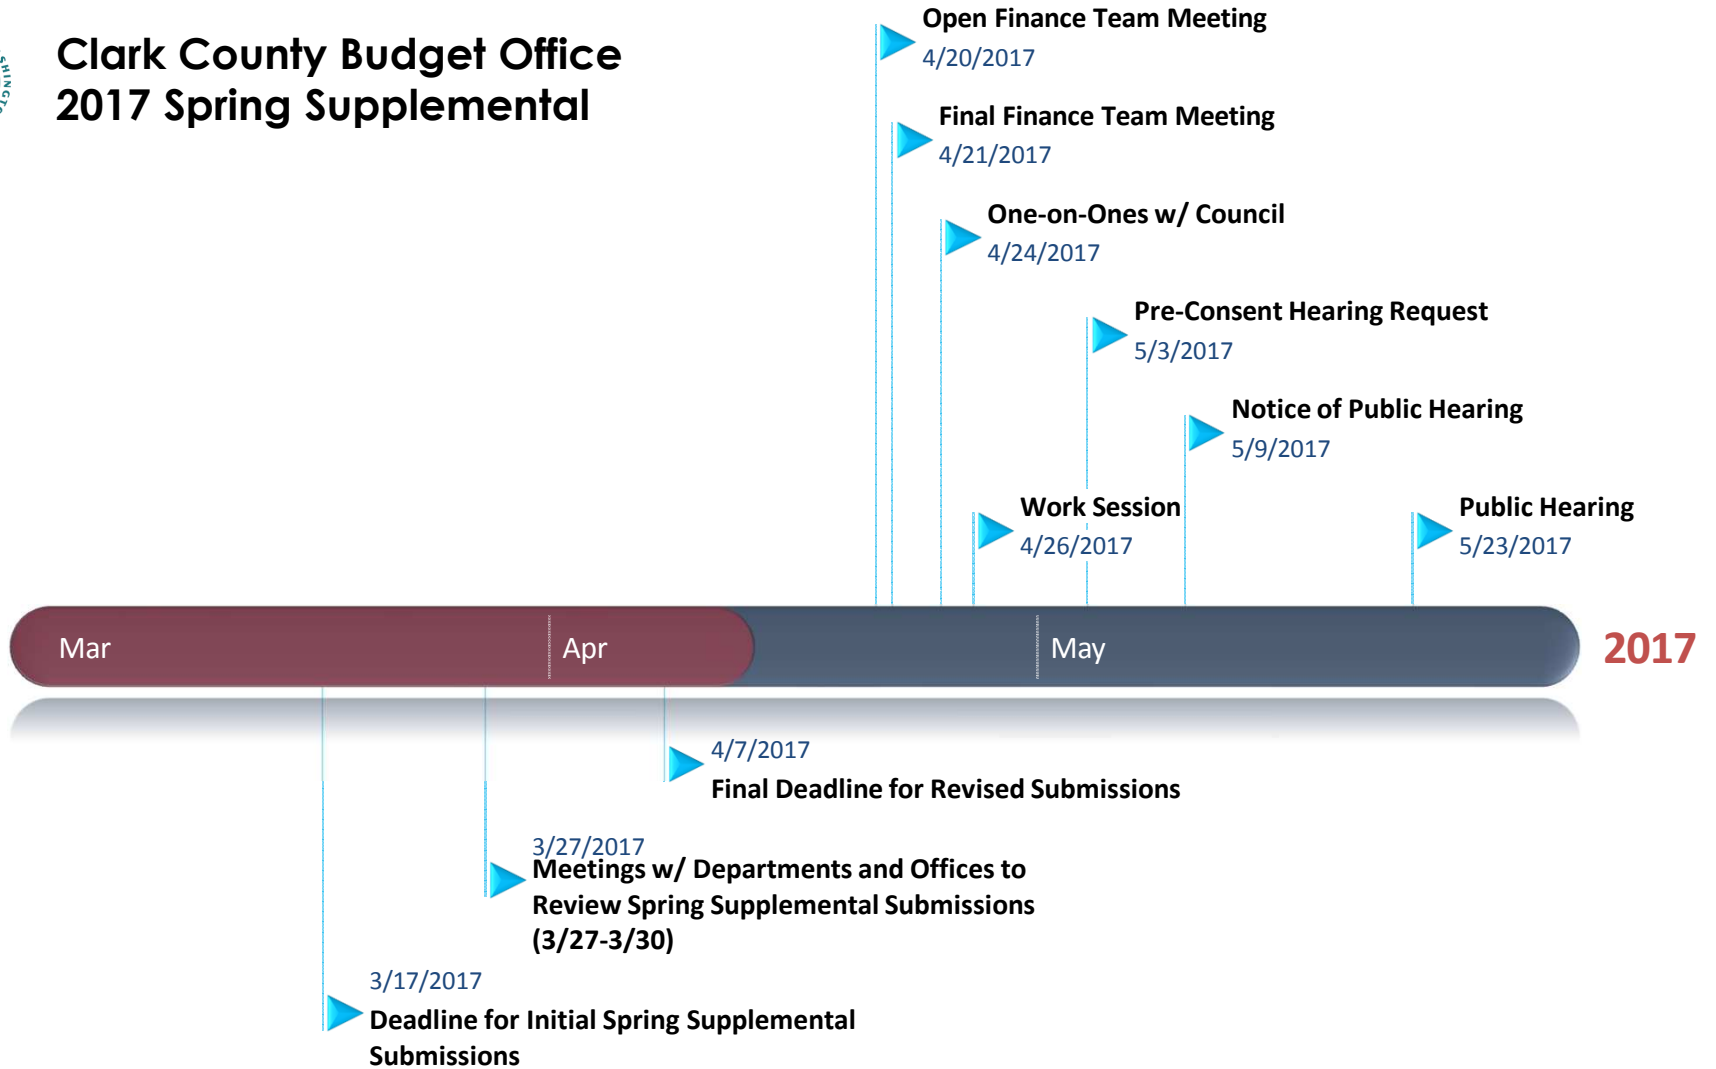 Clark County Budget Office
2017 Spring Supplemental
Open Finance Team Meeting
4/20/2017
Final Finance Team Meeting
4/21/2017
One-on-Ones w/ Council
4/24/2017
Pre-Consent Hearing Request
5/3/2017
Notice of Public Hearing
5/9/2017
Work Session
4/26/2017
Public Hearing
5/23/2017
Mar
Apr
May
2017
4/7/2017
Final Deadline for Revised Submissions
3/27/2017
Meetings w/ Departments and Offices to
Review Spring Supplemental Submissions
(3/27-3/30)
3/17/2017
Deadline for Initial Spring Supplemental
Submissions